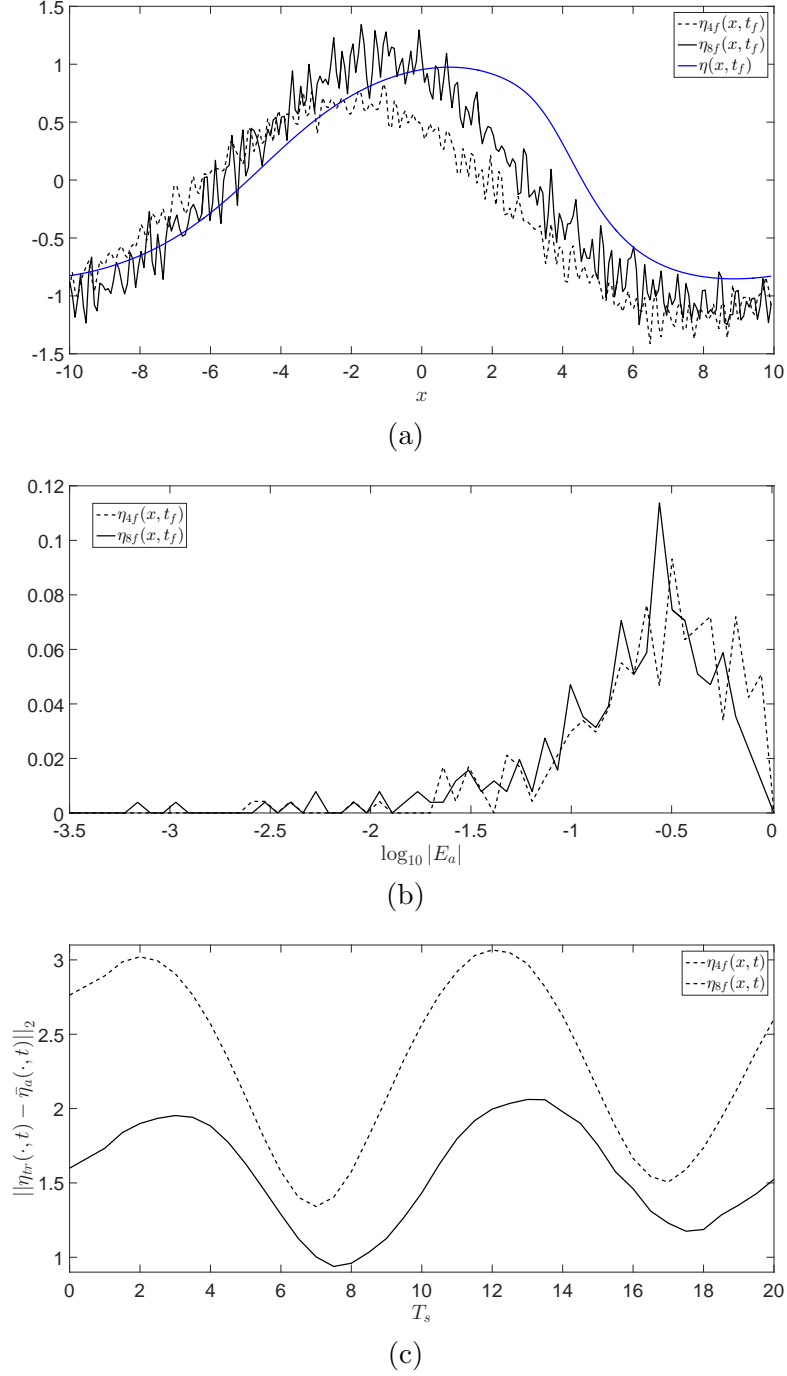 1.5
1
0.5
0
-0.5
-1
-1.5
-10 -8 -6 -4 -2 0 2 4 6 8 10
x
η4f(x, tf)
η8f(x, tf)
η(x, tf)
(a)
0.12
0.1
0.08
0.06
0.04
0.02
0
-3.5 -3 -2.5 -2 -1.5 -1 -0.5 0
log10 |Ea|
η4f(x, tf)
η8f(x, tf)
(b)
3
2.5
2
1.5
1
0 2 4 6 8 10 12 14 16 18 20
Ts
||ηtr(·, t) − η̄a(·, t)||2
η4f(x, t)
η8f(x, t)
(c)